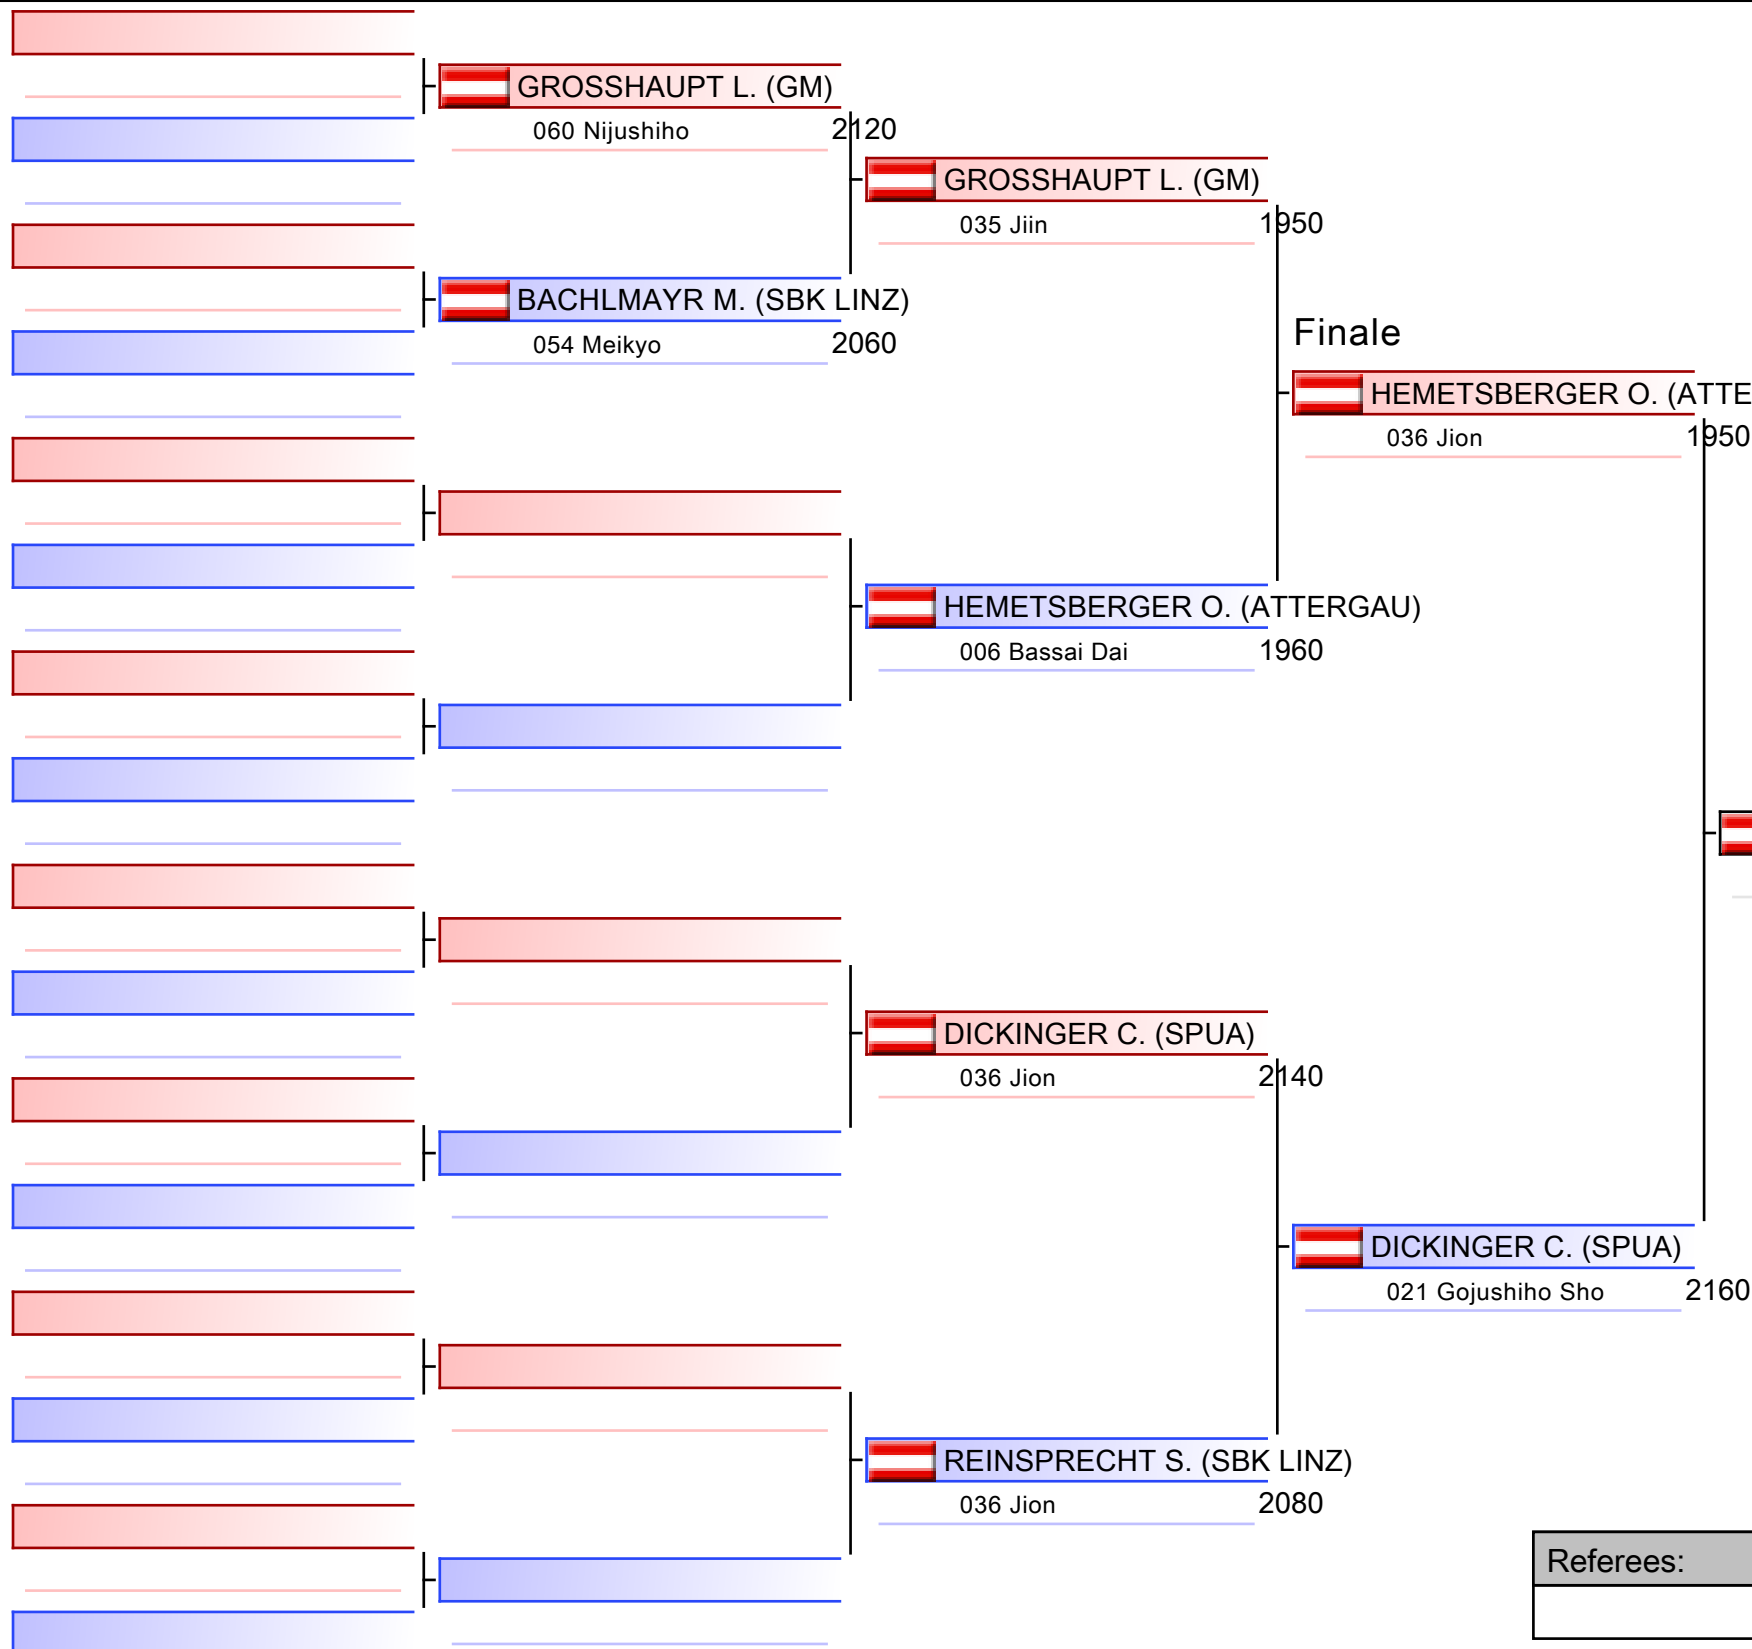 GROSSHAUPT L. (GM)
060 Nijushiho 2120
BACHLMAYR M. (SBK LINZ)
054 Meikyo 2060
GROSSHAUPT L. (GM)
035 Jiin 1950
HEMETSBERGER O. (ATTERGAU)
006 Bassai Dai 1960
DICKINGER C. (SPUA)
036 Jion 2140
REINSPRECHT S. (SBK LINZ)
036 Jion 2080
Finale
HEMETSBERGER O. (ATTE
036 Jion 1950
DICKINGER C. (SPUA)
021 Gojushiho Sho 2160
Referees: